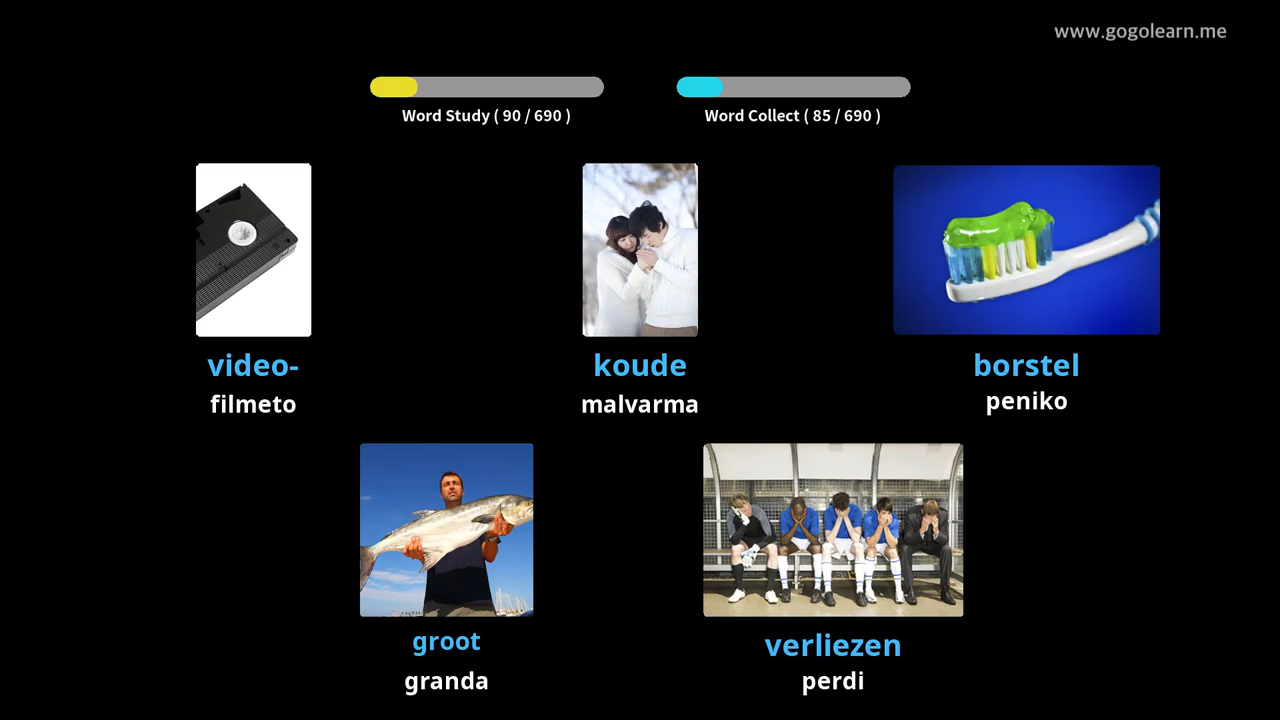 www.gogolearn.me
Word Study ( 90 / 690 )
Word Collect ( 85 / 690 )
video-
filmeto
koude
malvarma
borstel
peniko
groot
granda
verliezen
perdi